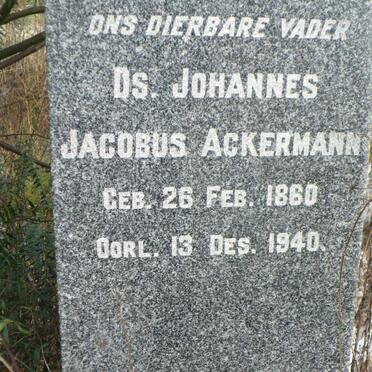 ONS DIERBARE VADER
DS. JOHANNES
JACOBUS ACKERMANN
GEB. 26 FEB. 1860
OORL. 13 DES. 1940.